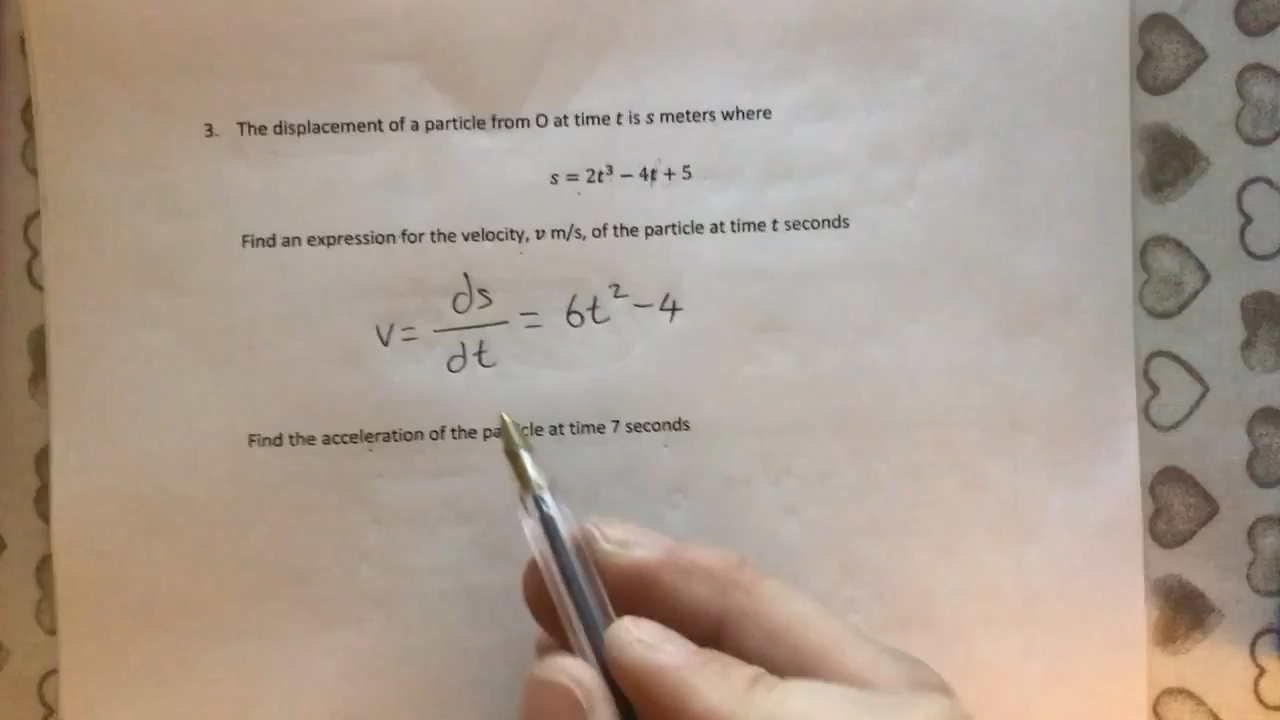 3. The displacement of a particle from O at time t is s meters where
s = 2t³ − 4t + 5
Find an expression for the velocity, v m/s, of the particle at time t seconds
v = ds/dt = 6t² − 4
Find the acceleration of the particle at time 7 seconds